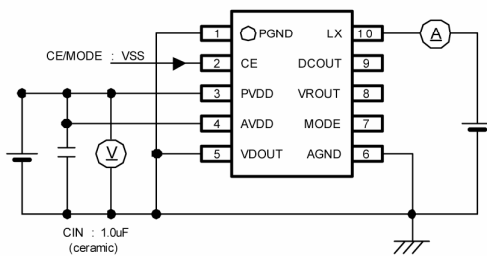 1 PGND LX 10
CE/MODE : VSS
2 CE DCOUT 9
3 PVDD VROUT 8
4 AVDD MODE 7
5 VDOUT AGND 6
A
V
CIN : 1.0uF
(ceramic)